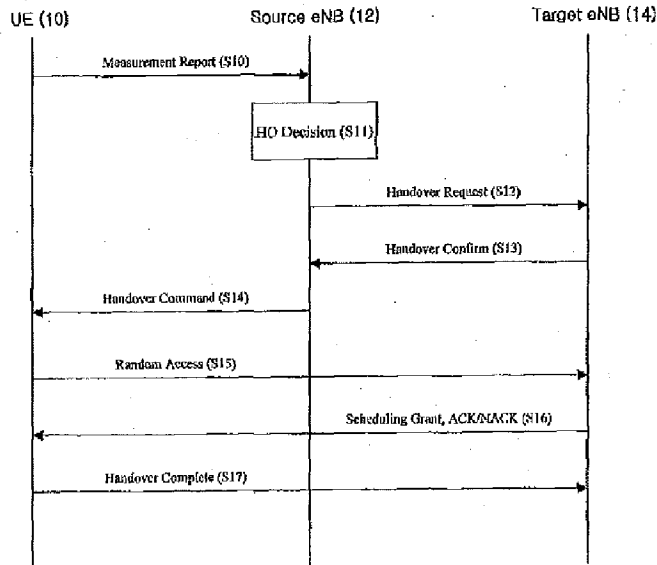 UE (10)
Source eNB (12)
Target eNB (14)
Measurement Report (S10)
HO Decision (S11)
Handover Request (S12)
Handover Confirm (S13)
Handover Command (S14)
Random Access (S15)
Scheduling Grant, ACK/NACK (S16)
Handover Complete (S17)